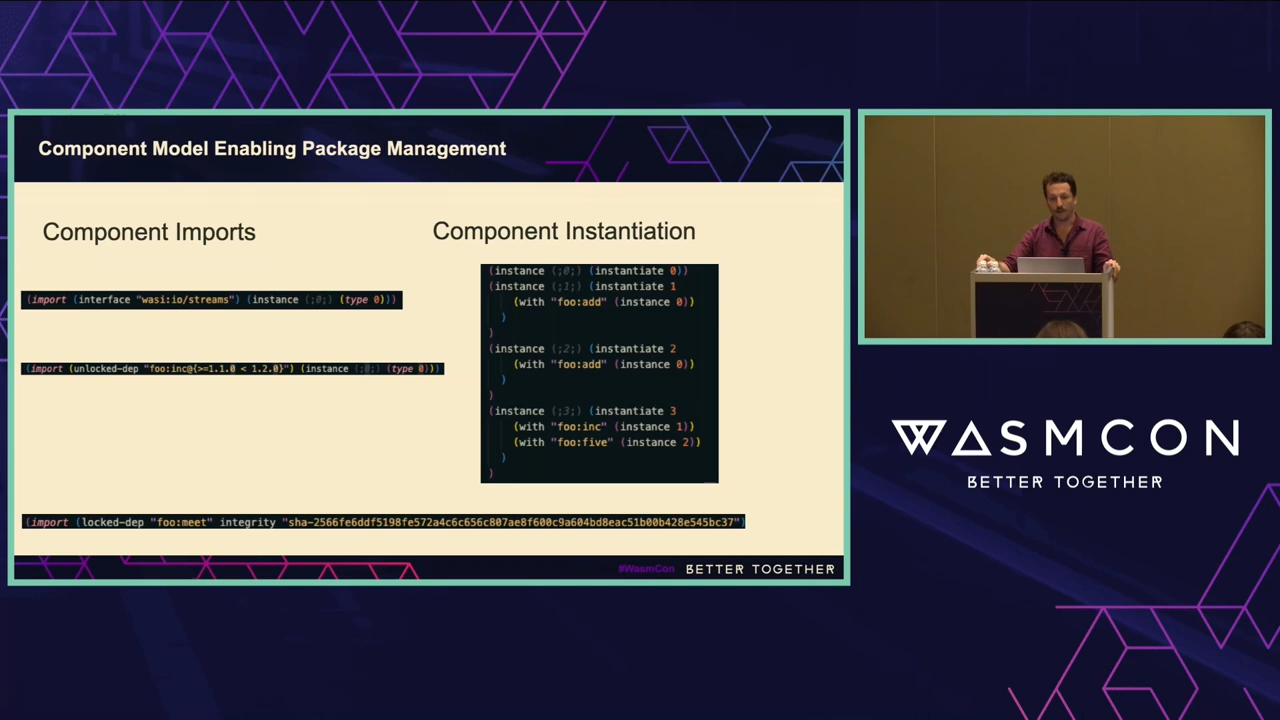 Component Model Enabling Package Management
Component Imports
(import (interface "wasi:io/streams") (instance (;0;) (type 0)))
(import (unlocked-dep "foo:inc@{>=1.1.0 < 1.2.0}") (instance (;0;) (type 0)))
Component Instantiation
(instance (;0;) (instantiate 0))
(instance (;1;) (instantiate 1
(with "foo:add" (instance 0))
)
)
(instance (;2;) (instantiate 2
(with "foo:add" (instance 0))
)
)
(instance (;3;) (instantiate 3
(with "foo:inc" (instance 1))
(with "foo:five" (instance 2))
)
)
(import (locked-dep "foo:meet" integrity "sha-2566fe6ddf5198fe572a4c6c656c807ae8f600c9a604bd8eac51b00b428e545bc37")
#WasmCon BETTER TOGETHER
WASMCON
BETTER TOGETHER